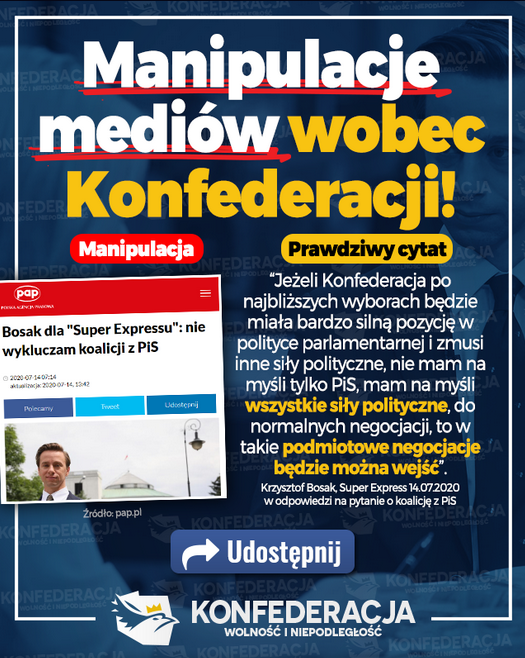 Manipulacje
mediów wobec
Konfederacji!
Manipulacja
Prawdziwy cytat
pap
POLSKA AGENCJA PRASOWA
Bosak dla "Super Expressu": nie
wykluczam koalicji z PiS
2020-07-14 07:14
aktualizacja: 2020-07-14, 13:42
Polecamy
Tweet
Udostępnij
Źródło: pap.pl
“Jeżeli Konfederacja po
najbliższych wyborach będzie
miała bardzo silną pozycję w
polityce parlamentarnej i zmusi
inne siły polityczne, nie mam na
myśli tylko PiS, mam na myśli
wszystkie siły polityczne, do
normalnych negocjacji, to w
takie podmiotowe negocjacje
będzie można wejść”.
Krzysztof Bosak, Super Express 14.07.2020
w odpowiedzi na pytanie o koalicję z PiS
Udostępnij
KONFEDERACJA
WOLNOŚĆ I NIEPODLEGŁOŚĆ